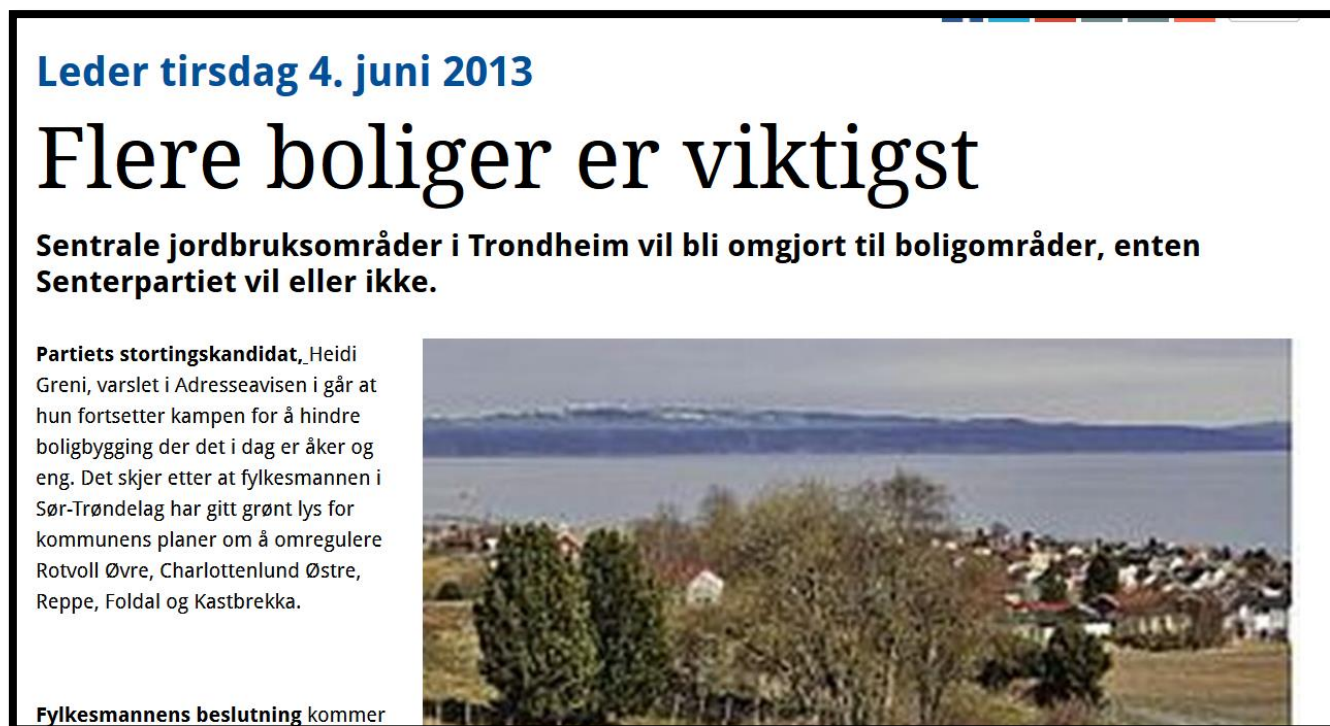 Leder tirsdag 4. juni 2013
Flere boliger er viktigst
Sentrale jordbruksområder i Trondheim vil bli omgjort til boligområder, enten
Senterpartiet vil eller ikke.
Partiets stortingskandidat, Heidi
Greni, varslet i Adresseavisen i går at
hun fortsetter kampen for å hindre
boligbygging der det i dag er åker og
eng. Det skjer etter at fylkesmannen i
Sør-Trøndelag har gitt grønt lys for
kommunens planer om å omregulere
Rotvoll Øvre, Charlottenlund Østre,
Reppe, Foldal og Kastbrekka.
Fylkesmannens beslutning kommer